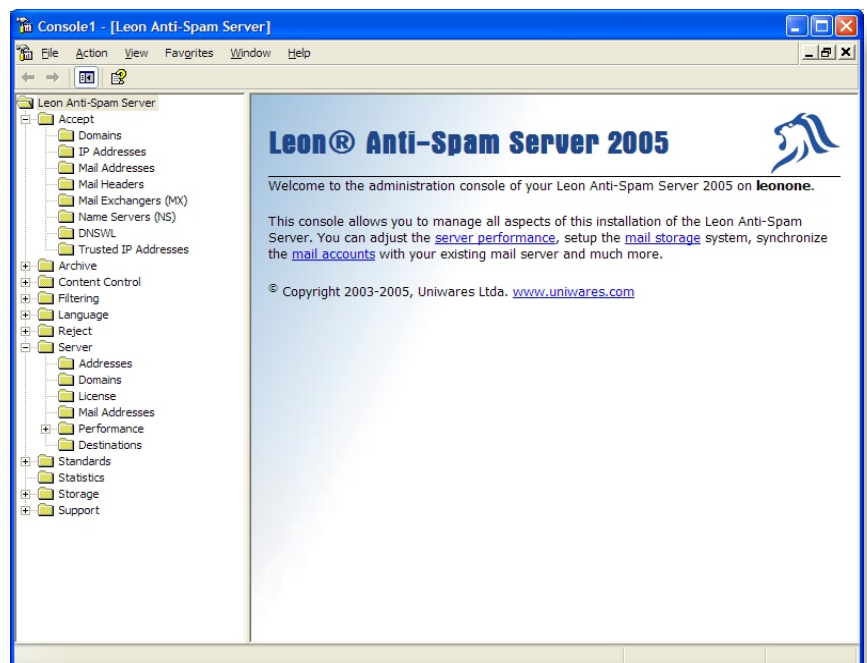 Console1 - [Leon Anti-Spam Server]
File Action View Favorites Window Help
Leon Anti-Spam Server
Accept
Domains
IP Addresses
Mail Addresses
Mail Headers
Mail Exchangers (MX)
Name Servers (NS)
DNSWL
Trusted IP Addresses
Archive
Content Control
Filtering
Language
Reject
Server
Addresses
Domains
License
Mail Addresses
Performance
Destinations
Standards
Statistics
Storage
Support
Leon® Anti-Spam Server 2005
Welcome to the administration console of your Leon Anti-Spam Server 2005 on leonone.
This console allows you to manage all aspects of this installation of the Leon Anti-Spam
Server. You can adjust the server performance, setup the mail storage system, synchronize
the mail accounts with your existing mail server and much more.
© Copyright 2003-2005, Uniwares Ltda. www.uniwares.com